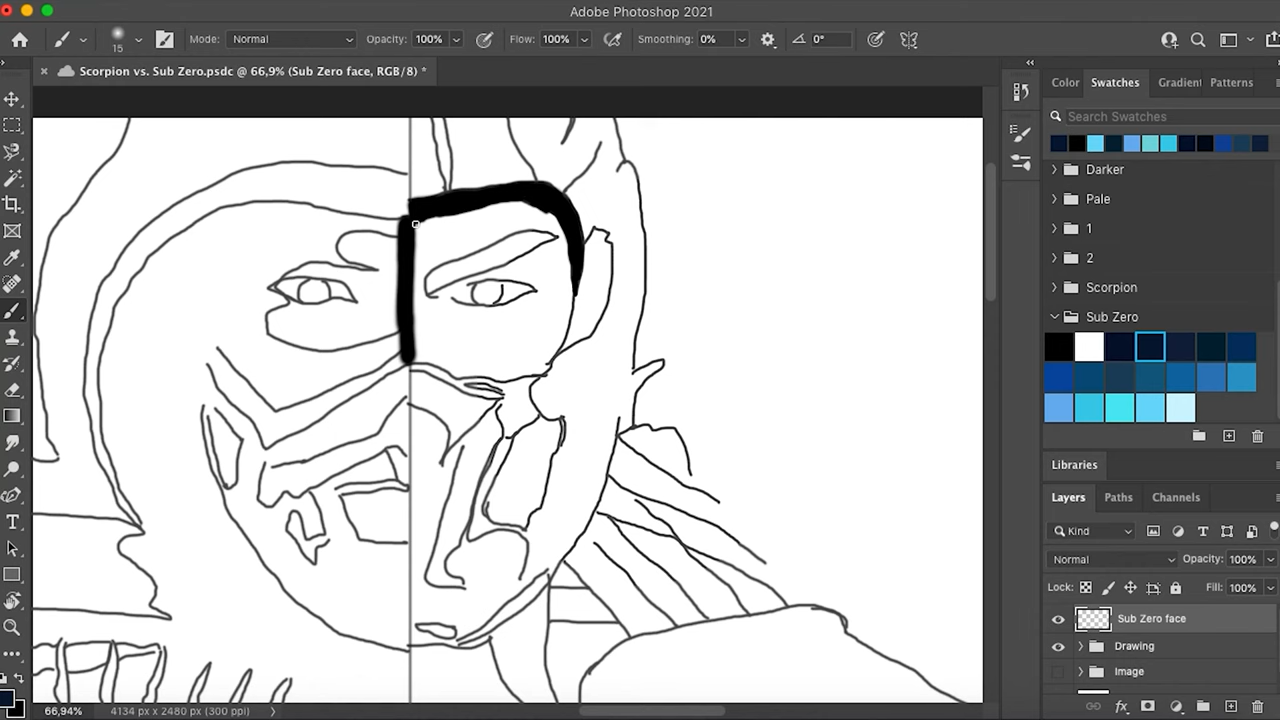 Adobe Photoshop 2021
15
Mode: Normal Opacity: 100% Flow: 100% Smoothing: 0% 0°
Scorpion vs. Sub Zero.psdc @ 66,9% (Sub Zero face, RGB/8) *
Color Swatches Gradient Patterns
Search Swatches
Darker
Pale
1
2
Scorpion
Sub Zero
Libraries
Layers Paths Channels
Kind
Normal Opacity: 100%
Lock: Fill: 100%
Sub Zero face
Drawing
Image
66,94% 4134 px x 2480 px (300 ppi)